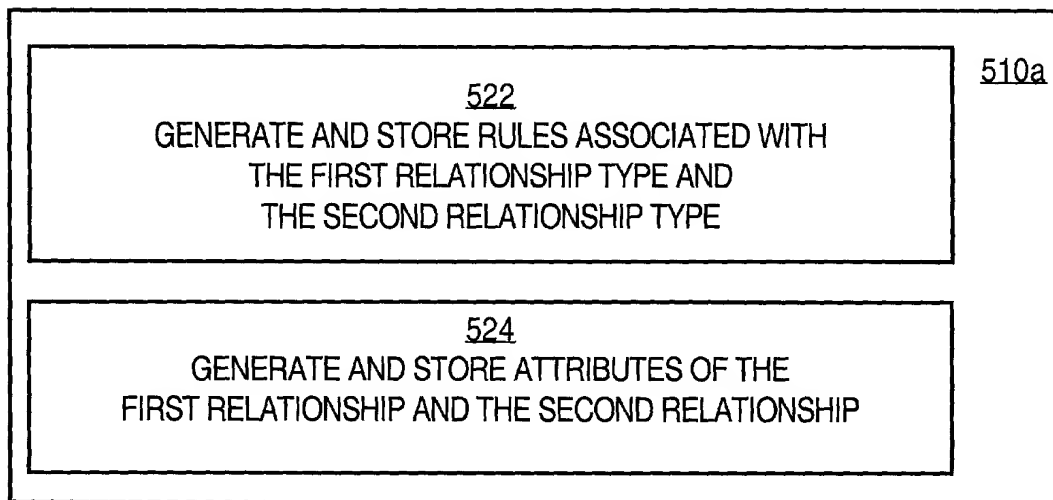 510a
522
GENERATE AND STORE RULES ASSOCIATED WITH
THE FIRST RELATIONSHIP TYPE AND
THE SECOND RELATIONSHIP TYPE
524
GENERATE AND STORE ATTRIBUTES OF THE
FIRST RELATIONSHIP AND THE SECOND RELATIONSHIP